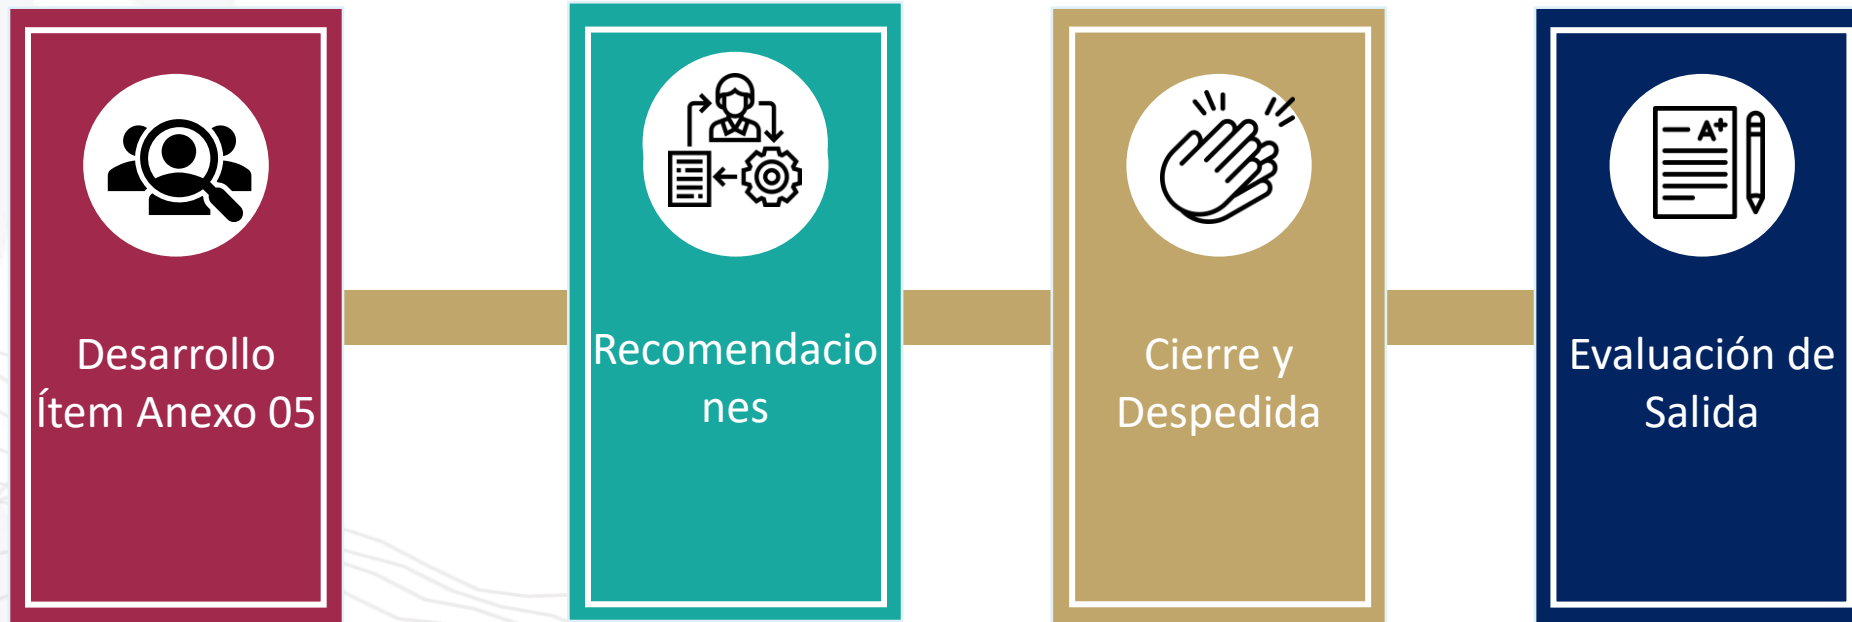 Desarrollo
Ítem Anexo 05
Recomendacio
nes
Cierre y
Despedida
A+
Evaluación de
Salida